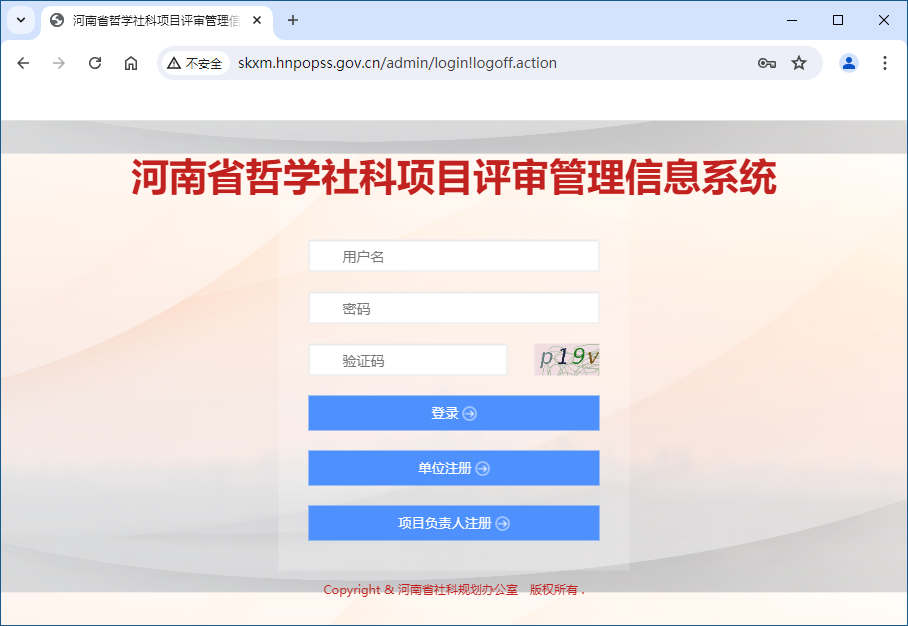 河南省哲学社科项目评审管理信
不安全
skxm.hnpopss.gov.cn/admin/login!logoff.action
河南省哲学社科项目评审管理信息系统
用户名
密码
验证码
p19v
登录
单位注册
项目负责人注册
Copyright & 河南省社科规划办公室 版权所有 .